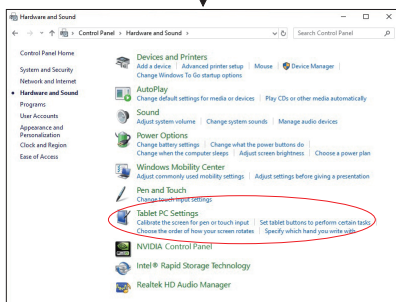 Hardware and Sound
Control Panel > Hardware and Sound > Search Control Panel
Control Panel Home
System and Security
Network and Internet
Hardware and Sound
Programs
User Accounts
Appearance and
Personalization
Clock and Region
Ease of Access
Devices and Printers
Add a device | Advanced printer setup | Mouse | Device Manager |
Change Windows To Go startup options
AutoPlay
Change default settings for media or devices | Play CDs or other media automatically
Sound
Adjust system volume | Change system sounds | Manage audio devices
Power Options
Change battery settings | Change what the power buttons do |
Change when the computer sleeps | Adjust screen brightness | Choose a power plan
Windows Mobility Center
Adjust commonly used mobility settings | Adjust settings before giving a presentation
Pen and Touch
Change touch input settings
Tablet PC Settings
Calibrate the screen for pen or touch input | Set tablet buttons to perform certain tasks
Choose the order of how your screen rotates | Specify which hand you write with
NVIDIA Control Panel
Intel® Rapid Storage Technology
Realtek HD Audio Manager